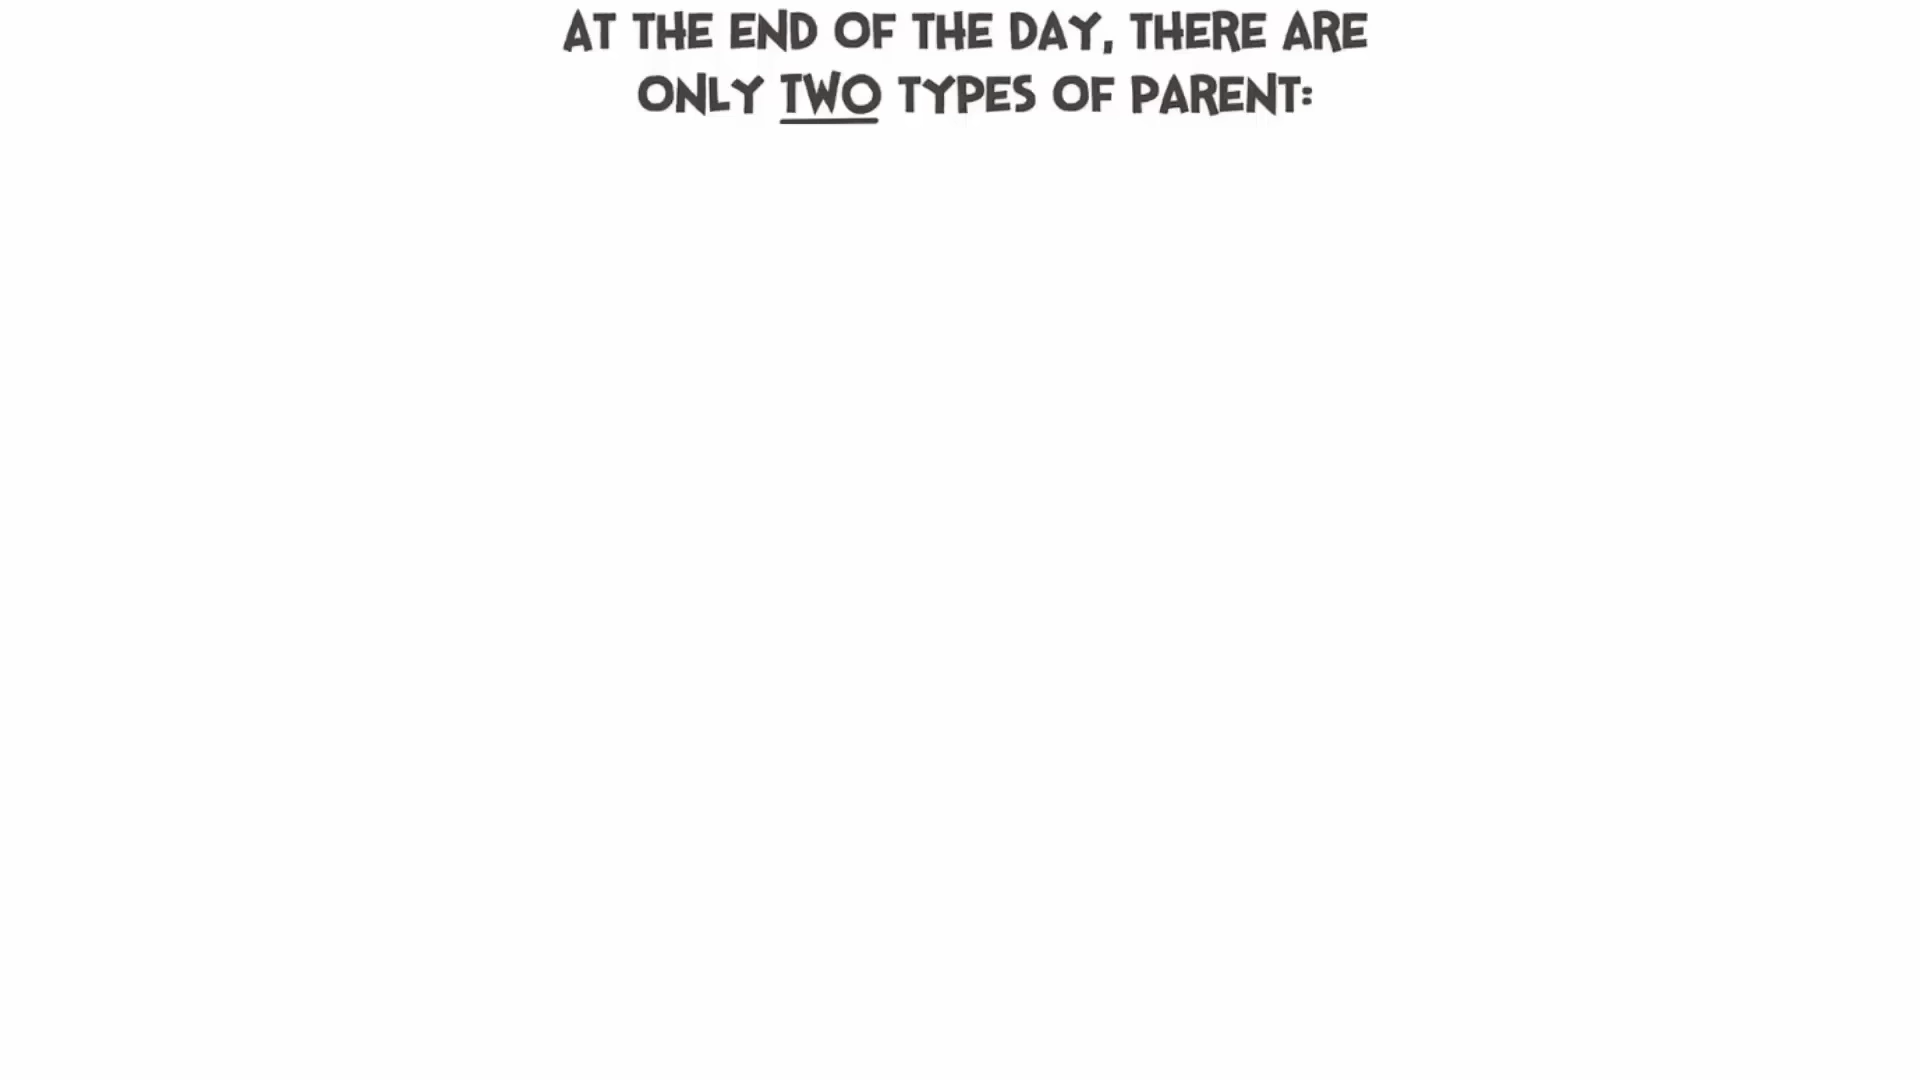 AT THE END OF THE DAY, THERE ARE
ONLY TWO TYPES OF PARENT: